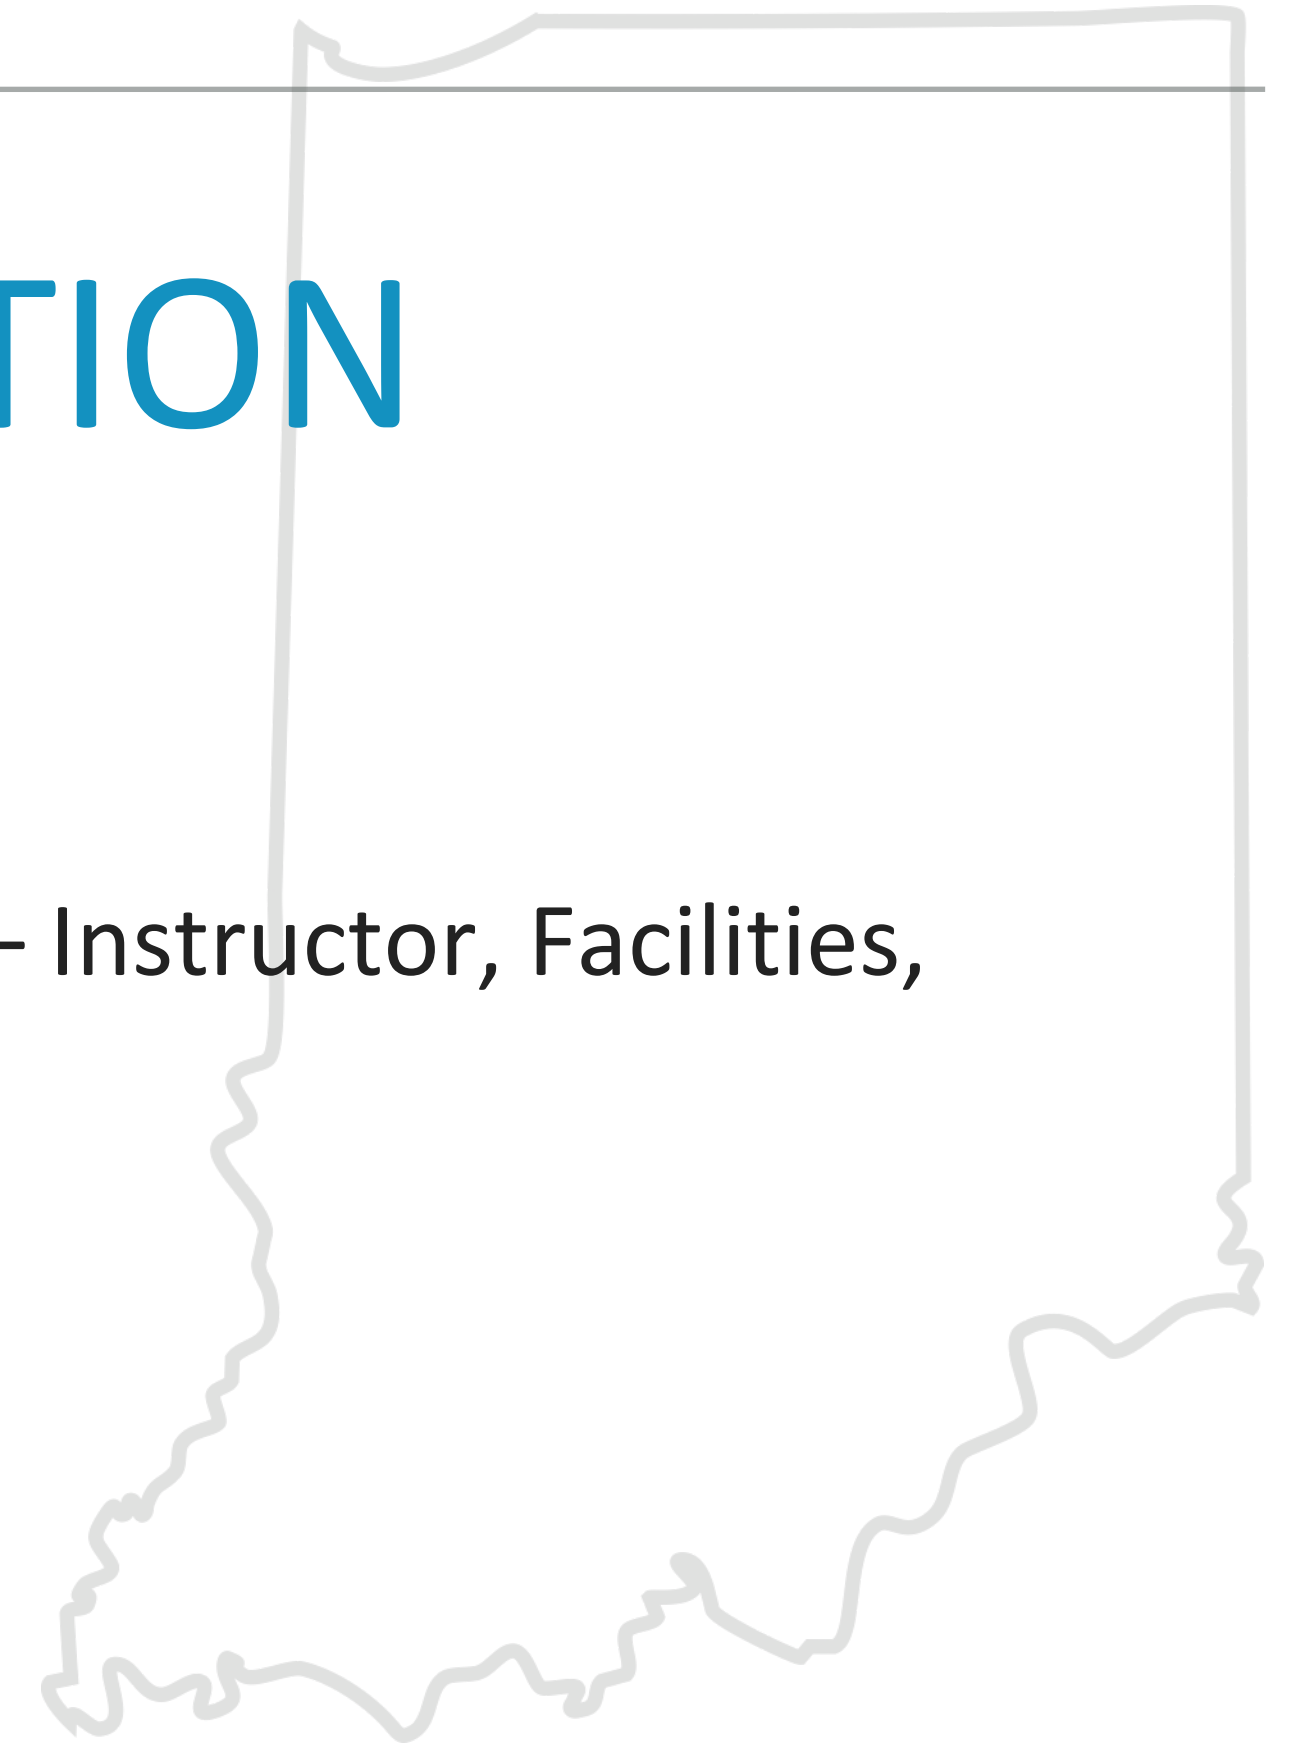 TION
– Instructor, Facilities,